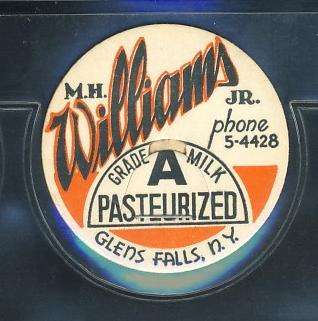 M.H.
Williams
JR.
phone
5-4428
GRADE A MILK
PASTEURIZED
GLENS FALLS, N.Y.